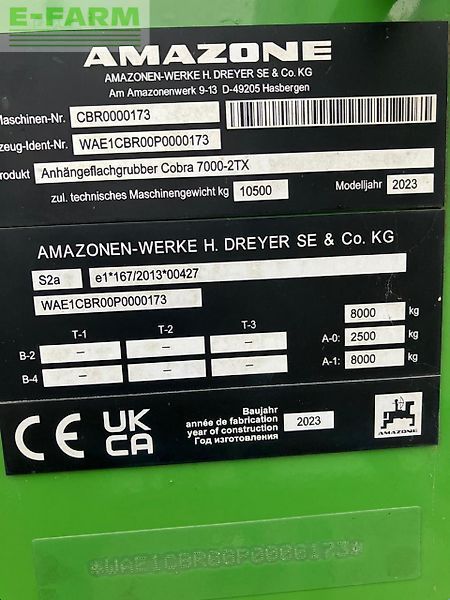 E-FARM
AMAZONE
AMAZONEN-WERKE H. DREYER SE & Co. KG
Am Amazonenwerk 9-13 D-49205 Hasbergen
Maschinen-Nr. CBR0000173
zeug-Ident-Nr. WAE1CBR00P0000173
rodukt Anhängeflachgrubber Cobra 7000-2TX
zul. technisches Maschinengewicht kg 10500 Modelljahr 2023
AMAZONEN-WERKE H. DREYER SE & Co. KG
S2a e1*167/2013*00427
WAE1CBR00P0000173
8000 kg
T-1 T-2 T-3
A-0: 2500 kg
B-2 – – –
A-1: 8000 kg
B-4 – – –
CE UK CA
Baujahr
année de fabrication
year of construction
Год изготовления
2023
AMAZONE
*WAE1CBR00P0000173*